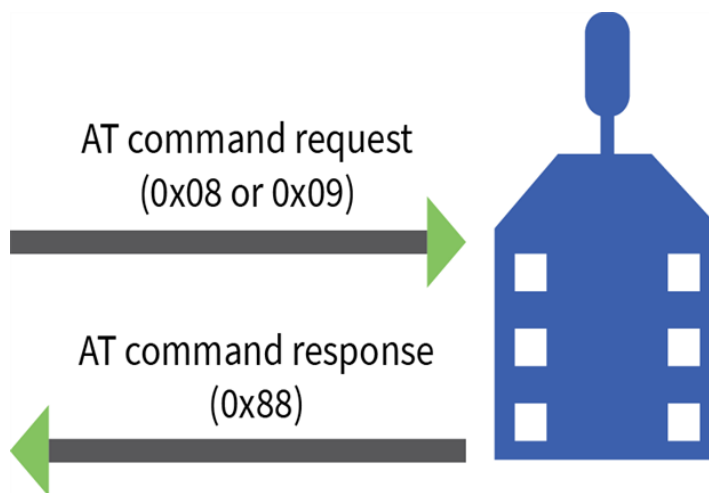 AT command request
(0x08 or 0x09)
AT command response
(0x88)